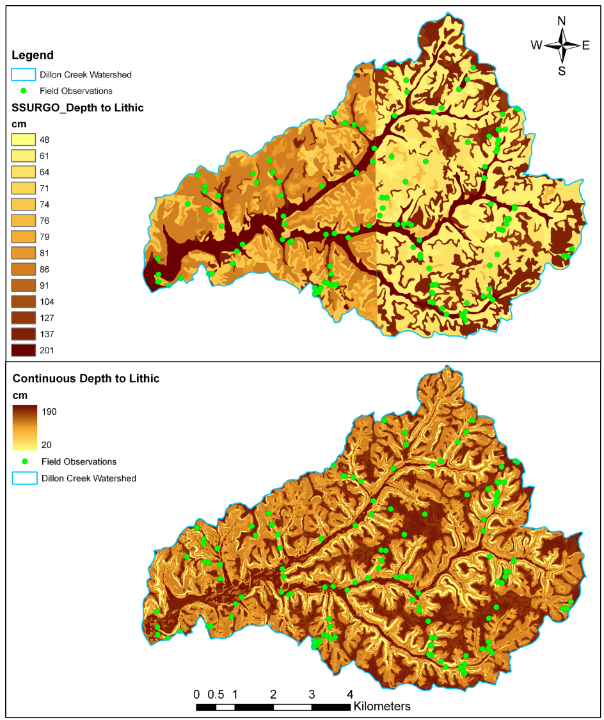 N
W E
S
Legend
Dillon Creek Watershed
Field Observations
SSURGO_Depth to Lithic
cm
48
61
64
71
74
76
79
81
86
91
104
127
137
201
Continuous Depth to Lithic
cm
190
20
Field Observations
Dillon Creek Watershed
0 0.5 1 2 3 4
Kilometers